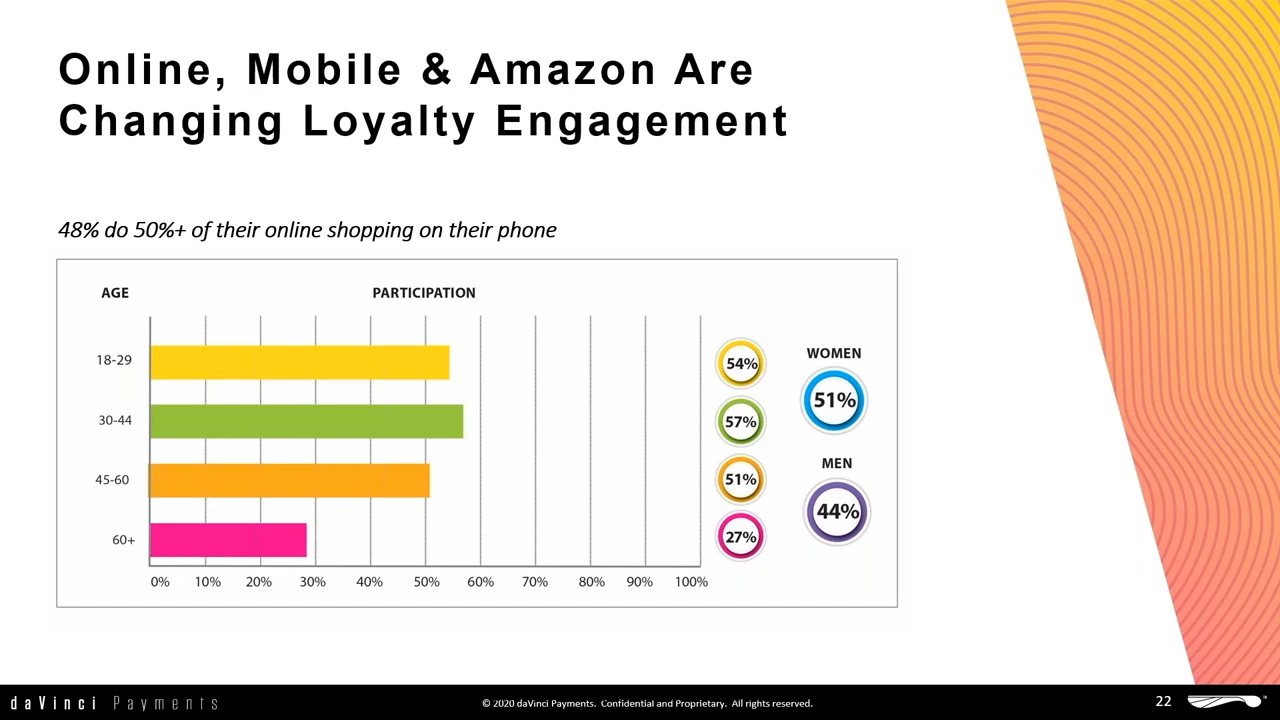 Online, Mobile & Amazon Are
Changing Loyalty Engagement
48% do 50%+ of their online shopping on their phone
AGE
PARTICIPATION
18-29
30-44
45-60
60+
0% 10% 20% 30% 40% 50% 60% 70% 80% 90% 100%
54%
57%
51%
27%
WOMEN
51%
MEN
44%
daVinci Payments
© 2020 daVinci Payments. Confidential and Proprietary. All rights reserved.
22